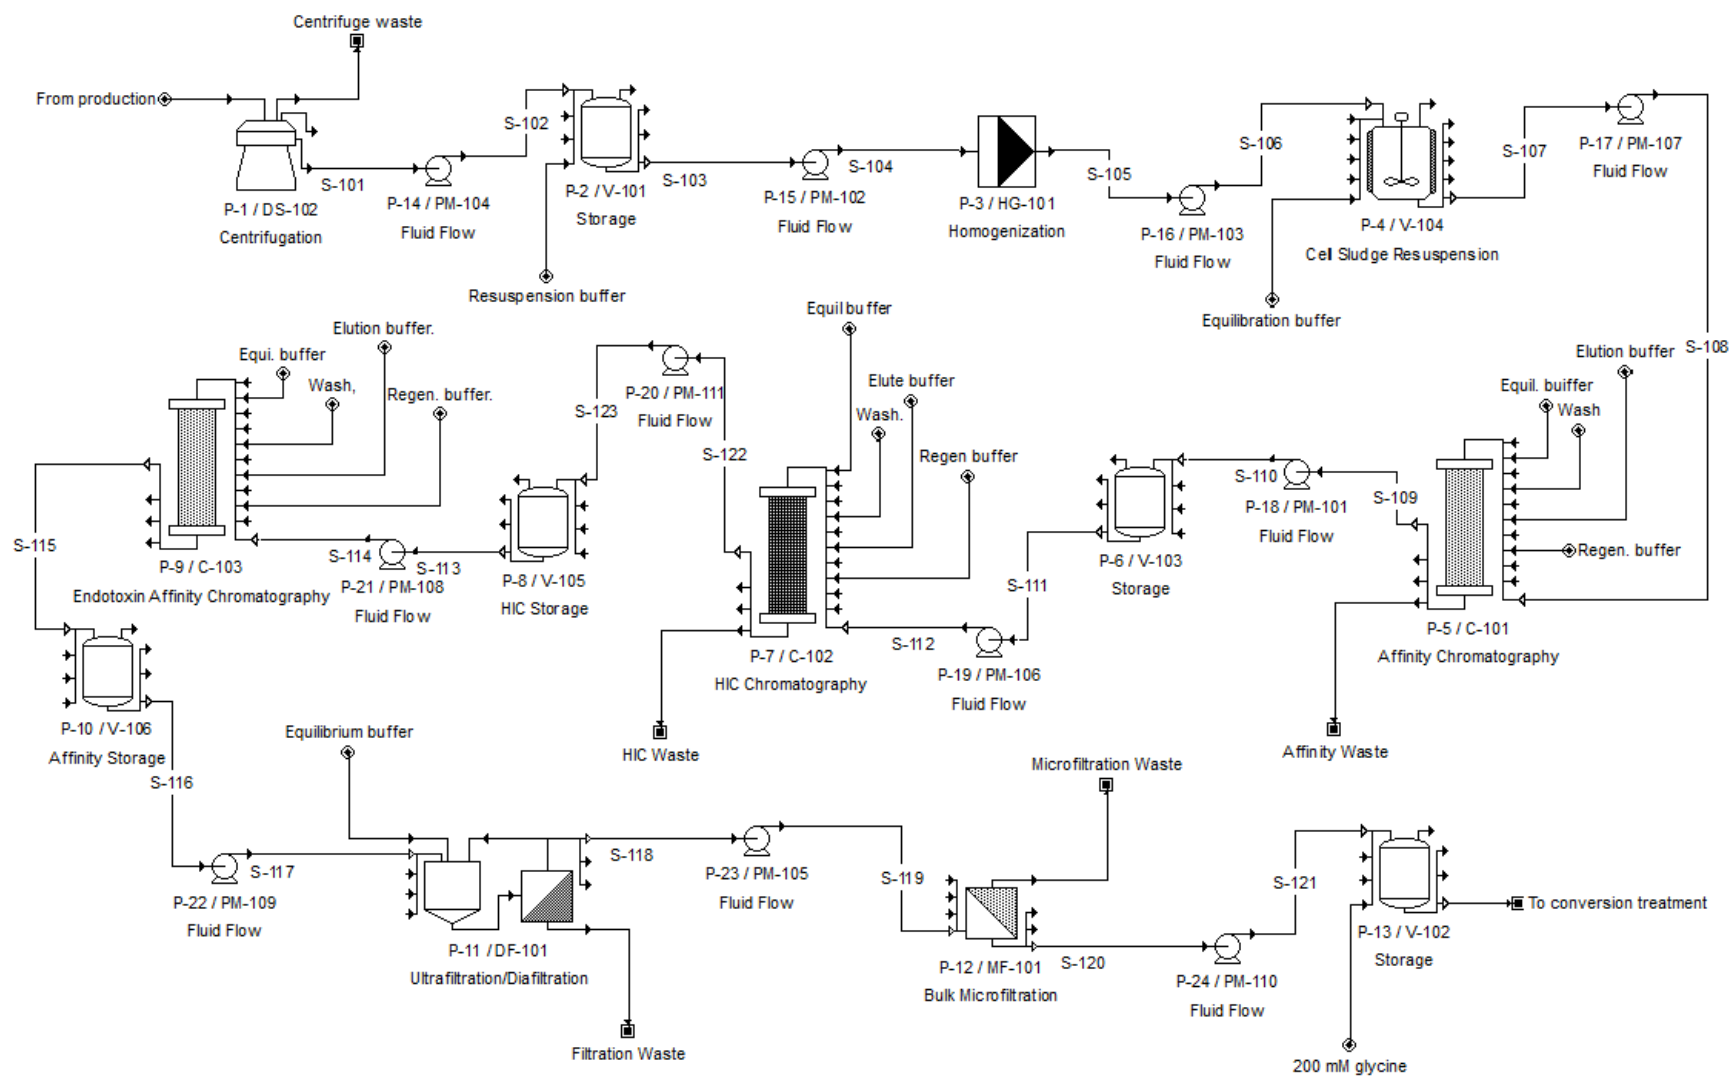 Centrifuge waste
From production
S-101
P-1 / DS-102
Centrifugation
S-102
P-14 / PM-104
Fluid Flow
P-2 / V-101
Storage
Resuspension buffer
S-103
P-15 / PM-102
Fluid Flow
S-104
P-3 / HG-101
Homogenization
S-105
P-16 / PM-103
Fluid Flow
S-106
P-4 / V-104
Cell Sludge Resuspension
Equilibration buffer
S-107
P-17 / PM-107
Fluid Flow
S-108
Elution buffer
Equil. buiffer
Wash
Regen. buffer
P-5 / C-101
Affinity Chromatography
Affinity Waste
S-109
P-18 / PM-101
Fluid Flow
S-110
P-6 / V-103
Storage
S-111
P-19 / PM-106
Fluid Flow
S-112
Equil buffer
Elute buffer
Wash.
Regen buffer
P-7 / C-102
HIC Chromatography
HIC Waste
S-122
P-20 / PM-111
Fluid Flow
S-123
P-8 / V-105
HIC Storage
S-113
P-21 / PM-108
Fluid Flow
S-114
Elution buffer.
Equi. buffer
Wash,
Regen. buffer.
P-9 / C-103
Endotoxin Affinity Chromatography
S-115
P-10 / V-106
Affinity Storage
S-116
P-22 / PM-109
Fluid Flow
S-117
Equilibrium buffer
P-11 / DF-101
Ultrafiltration/Diafiltration
Filtration Waste
S-118
P-23 / PM-105
Fluid Flow
S-119
Microfiltration Waste
P-12 / MF-101
Bulk Microfiltration
S-120
P-24 / PM-110
Fluid Flow
S-121
P-13 / V-102
Storage
To conversion treatment
200 mM glycine